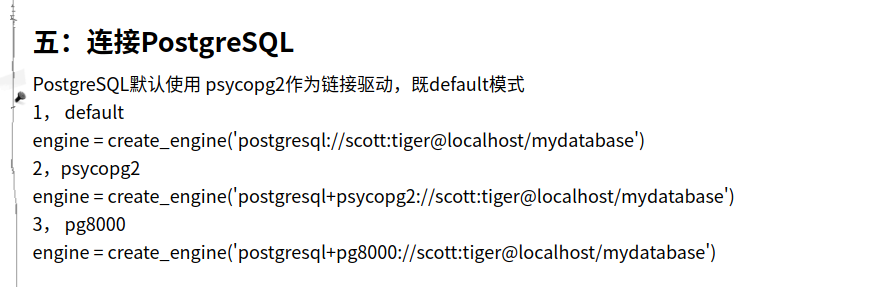 五：连接PostgreSQL
PostgreSQL默认使用 psycopg2作为链接驱动，既default模式
1， default
engine = create_engine('postgresql://scott:tiger@localhost/mydatabase')
2，psycopg2
engine = create_engine('postgresql+psycopg2://scott:tiger@localhost/mydatabase')
3， pg8000
engine = create_engine('postgresql+pg8000://scott:tiger@localhost/mydatabase')